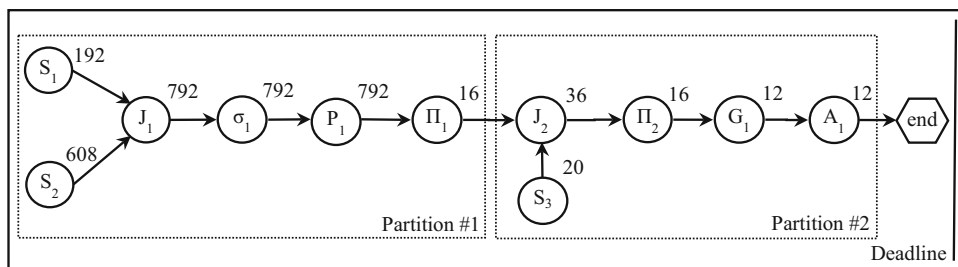 S1 192
792 792 792 16 36 16 12 12
J1 σ1 P1 Π1 J2 Π2 G1 A1 end
608 20
S2 S3
Partition #1 Partition #2
Deadline